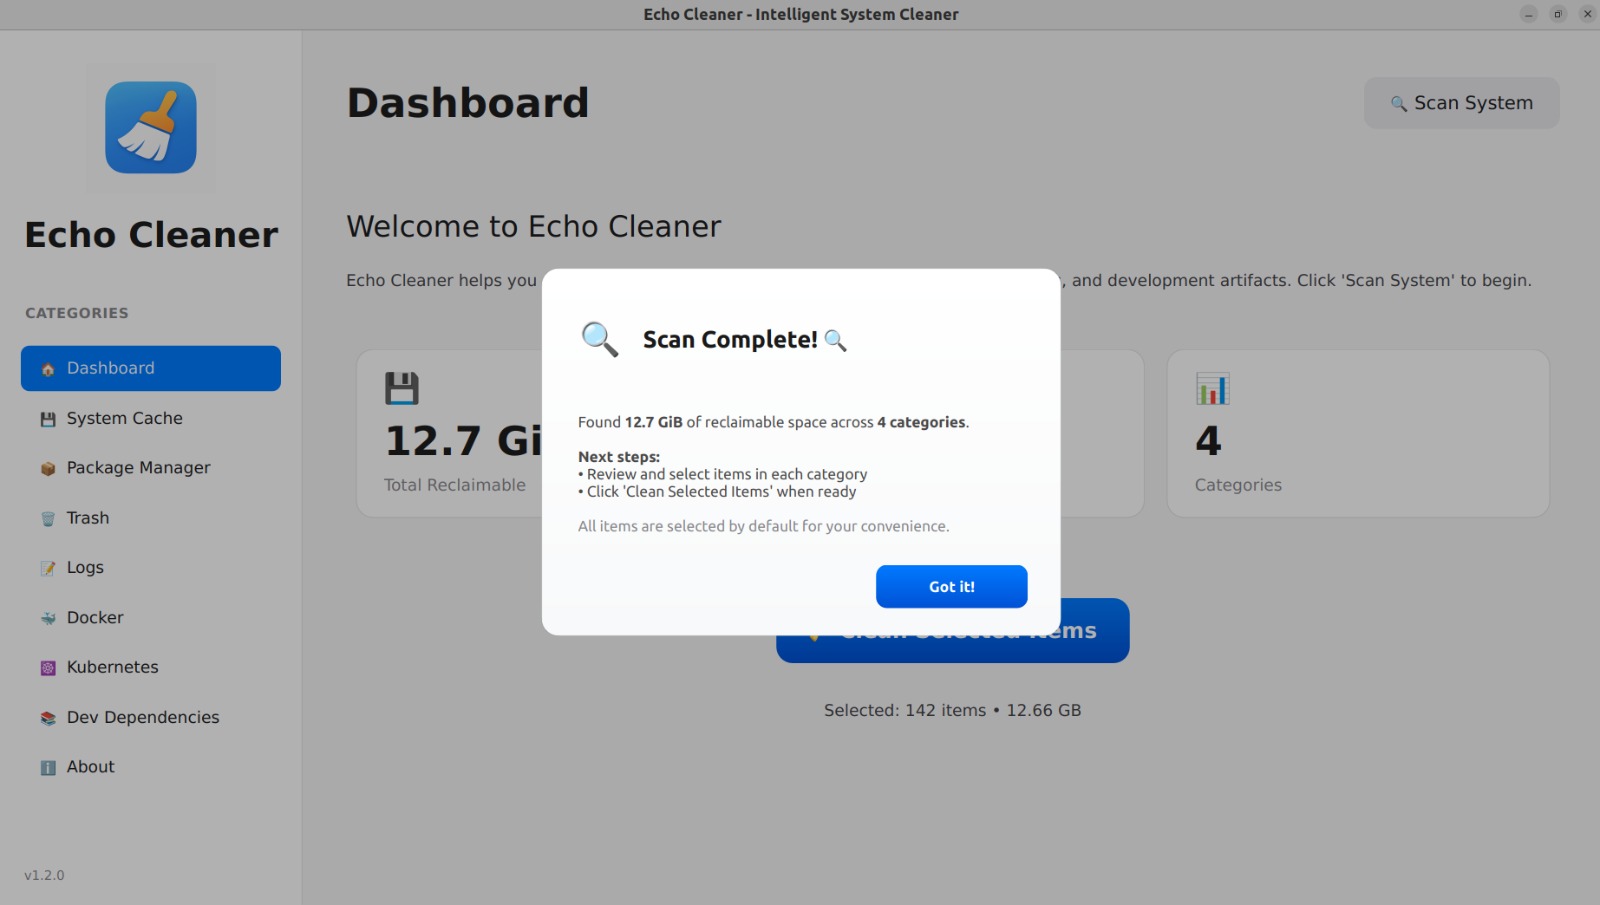 Echo Cleaner - Intelligent System Cleaner
Echo Cleaner
CATEGORIES
Dashboard
System Cache
Package Manager
Trash
Logs
Docker
Kubernetes
Dev Dependencies
About
v1.2.0
Dashboard
Scan System
Welcome to Echo Cleaner
Echo Cleaner helps you
, and development artifacts. Click 'Scan System' to begin.
12.7 Gi
Total Reclaimable
4
Categories
Scan Complete!
Found 12.7 GiB of reclaimable space across 4 categories.
Next steps:
• Review and select items in each category
• Click 'Clean Selected Items' when ready
All items are selected by default for your convenience.
Got it!
Clean Selected Items
Selected: 142 items • 12.66 GB